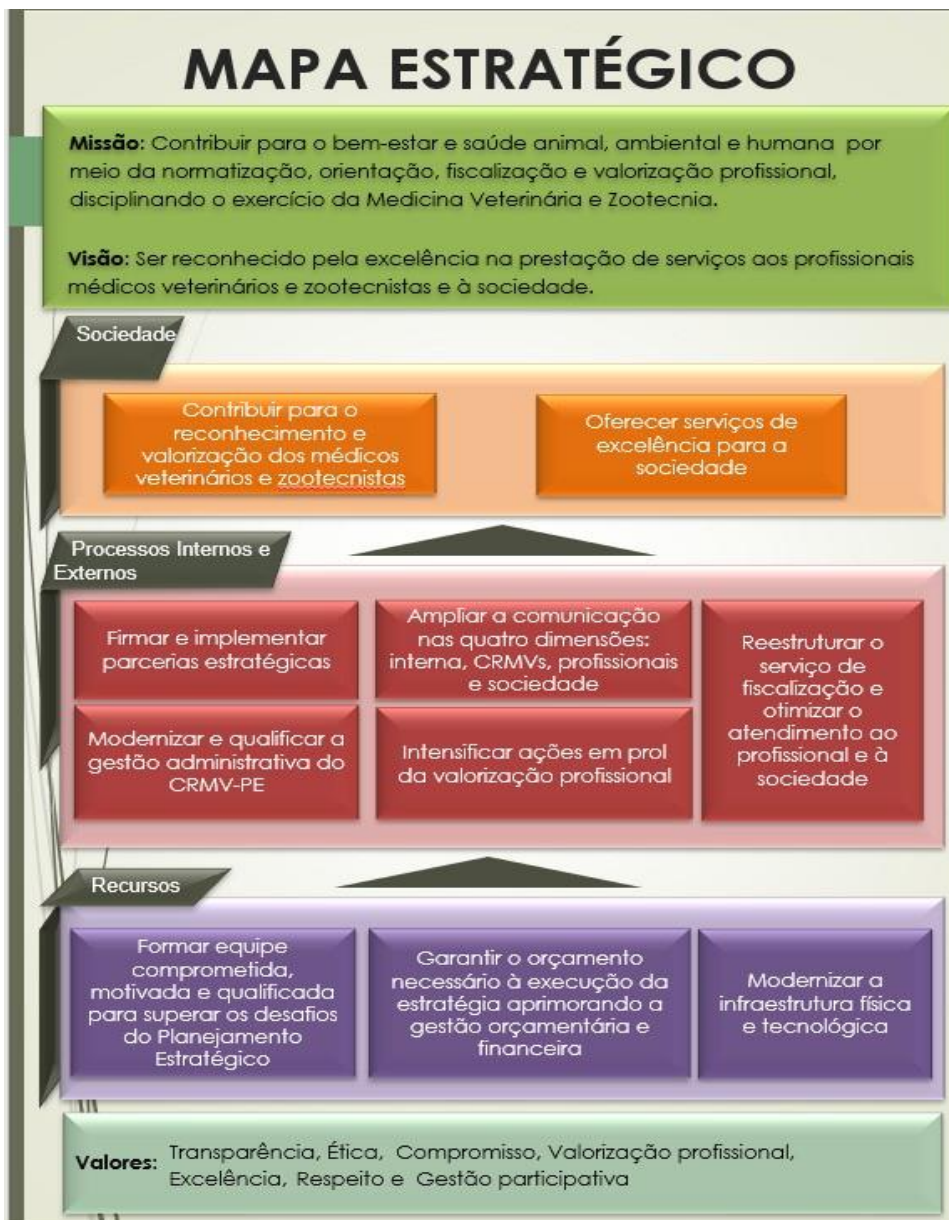 MAPA ESTRATÉGICO
Missão: Contribuir para o bem-estar e saúde animal, ambiental e humana por
meio da normatização, orientação, fiscalização e valorização profissional,
disciplinando o exercício da Medicina Veterinária e Zootecnia.
Visão: Ser reconhecido pela excelência na prestação de serviços aos profissionais
médicos veterinários e zootecnistas e à sociedade.
Sociedade
Contribuir para o
reconhecimento e
valorização dos médicos
veterinários e zootecnistas
Oferecer serviços de
excelência para a
sociedade
Processos Internos e
Externos
Firmar e implementar
parcerias estratégicas
Ampliar a comunicação
nas quatro dimensões:
interna, CRMVs, profissionais
e sociedade
Reestruturar o
serviço de
fiscalização e
otimizar o
atendimento ao
profissional e à
sociedade
Modernizar e qualificar a
gestão administrativa do
CRMV-PE
Intensificar ações em prol
da valorização profissional
Recursos
Formar equipe
comprometida,
motivada e qualificada
para superar os desafios
do Planejamento
Estratégico
Garantir o orçamento
necessário à execução da
estratégia aprimorando a
gestão orçamentária e
financeira
Modernizar a
infraestrutura física
e tecnológica
Valores: Transparência, Ética, Compromisso, Valorização profissional,
Excelência, Respeito e Gestão participativa